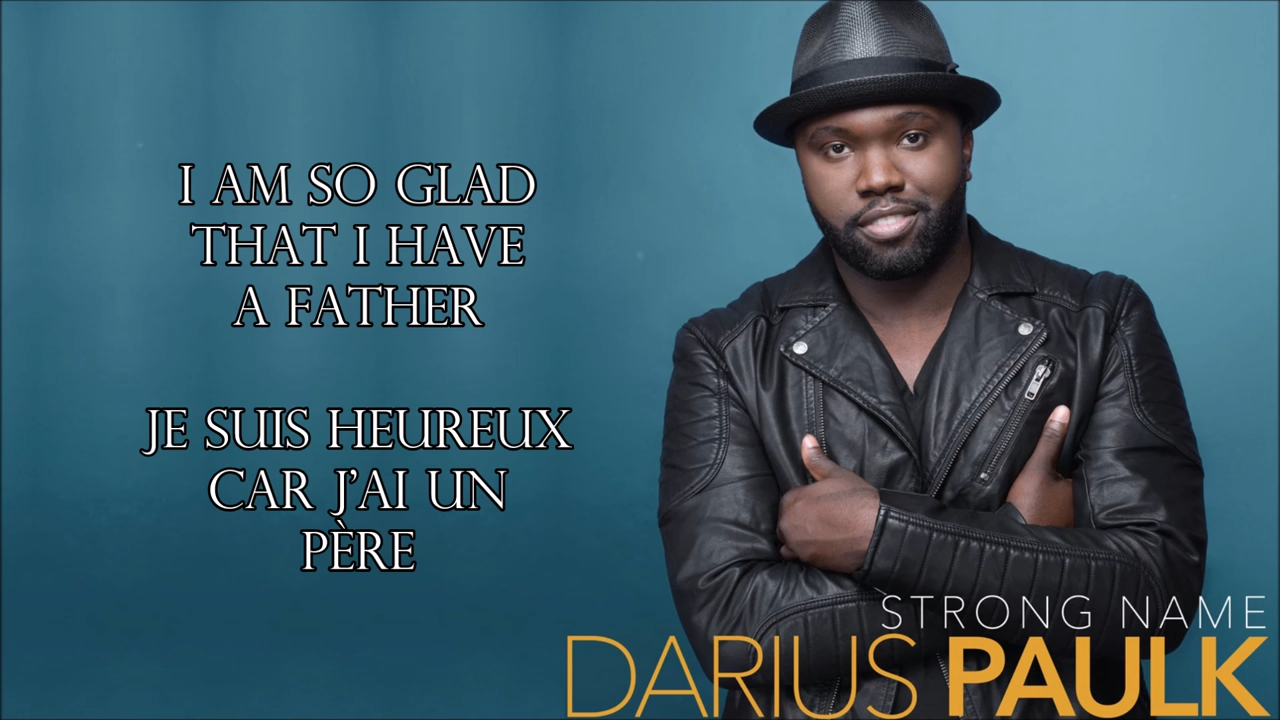 I AM SO GLAD
THAT I HAVE
A FATHER
JE SUIS HEUREUX
CAR J'AI UN
PÈRE
STRONG NAME
DARIUS PAULK